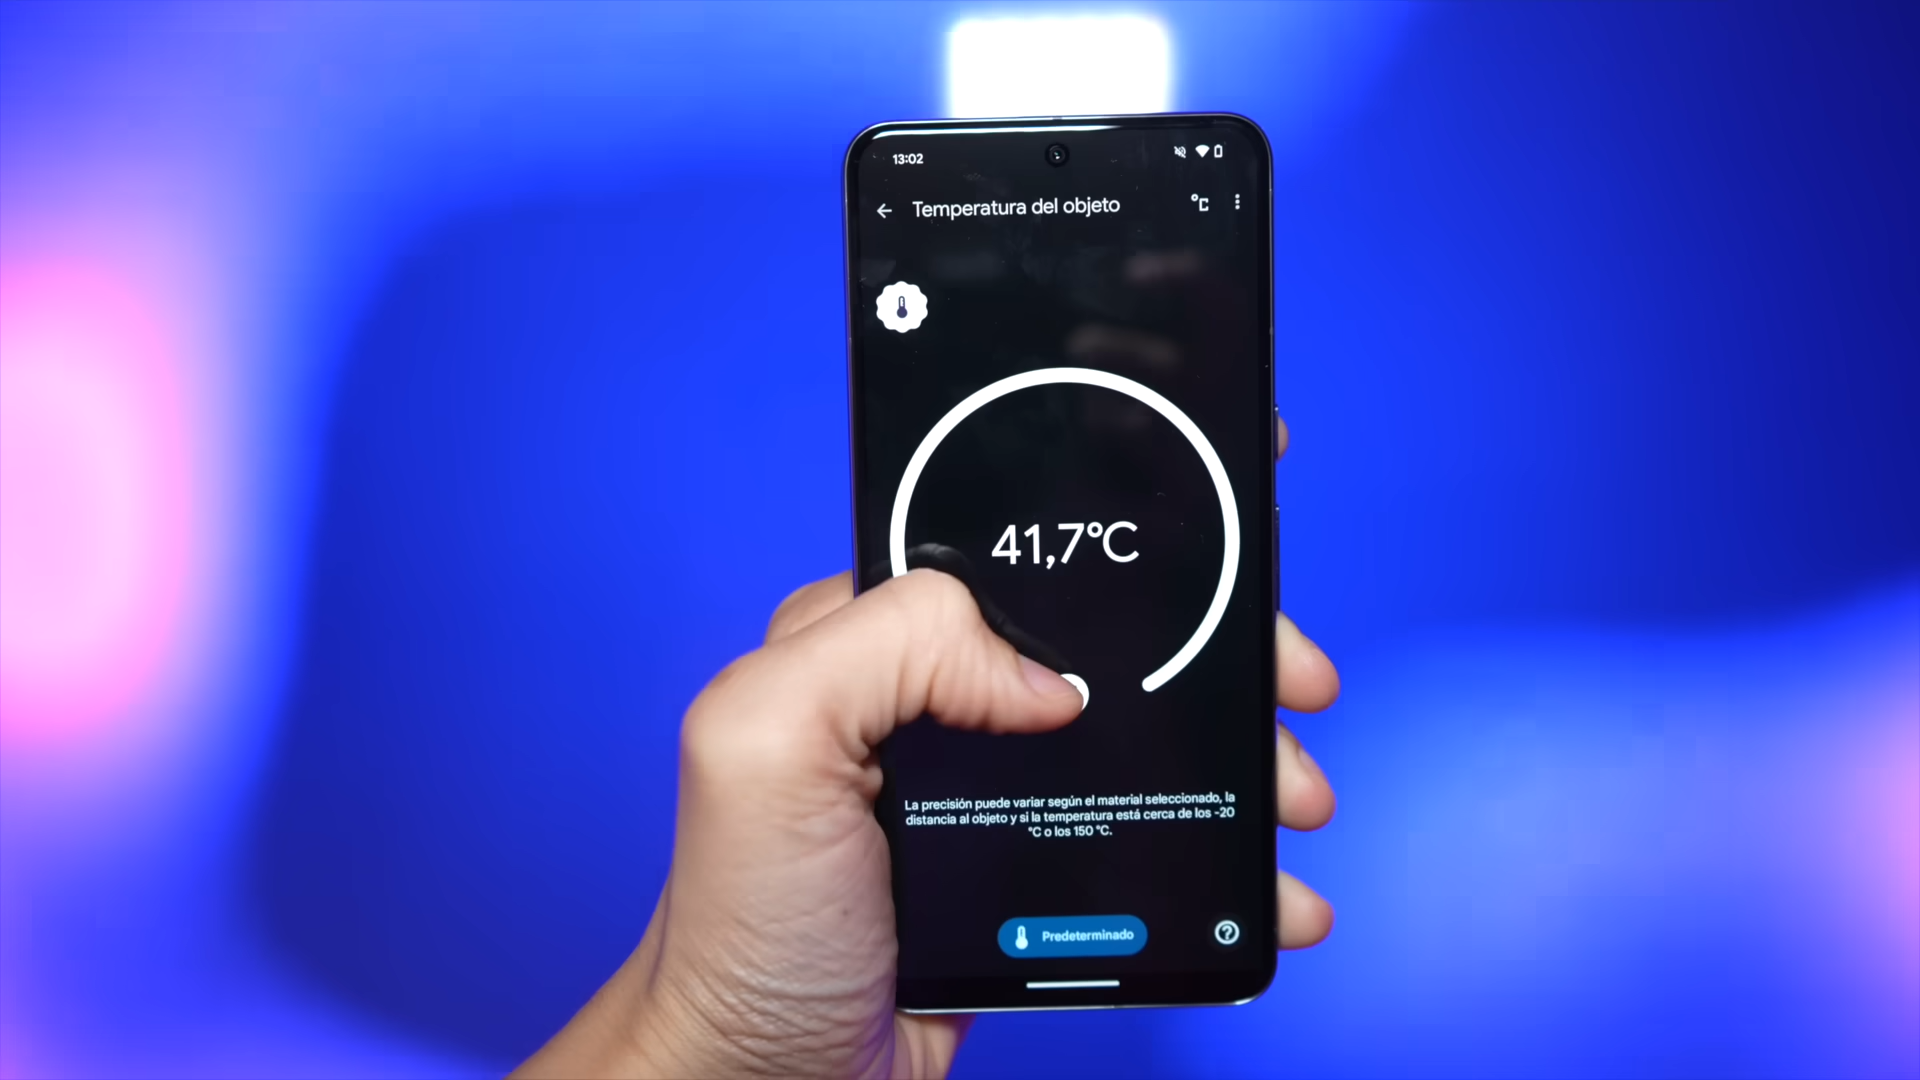 13:02
Temperatura del objeto
°C
41,7°C
La precisión puede variar según el material seleccionado, la
distancia al objeto y si la temperatura está cerca de los -20
°C o los 150 °C.
Predeterminado